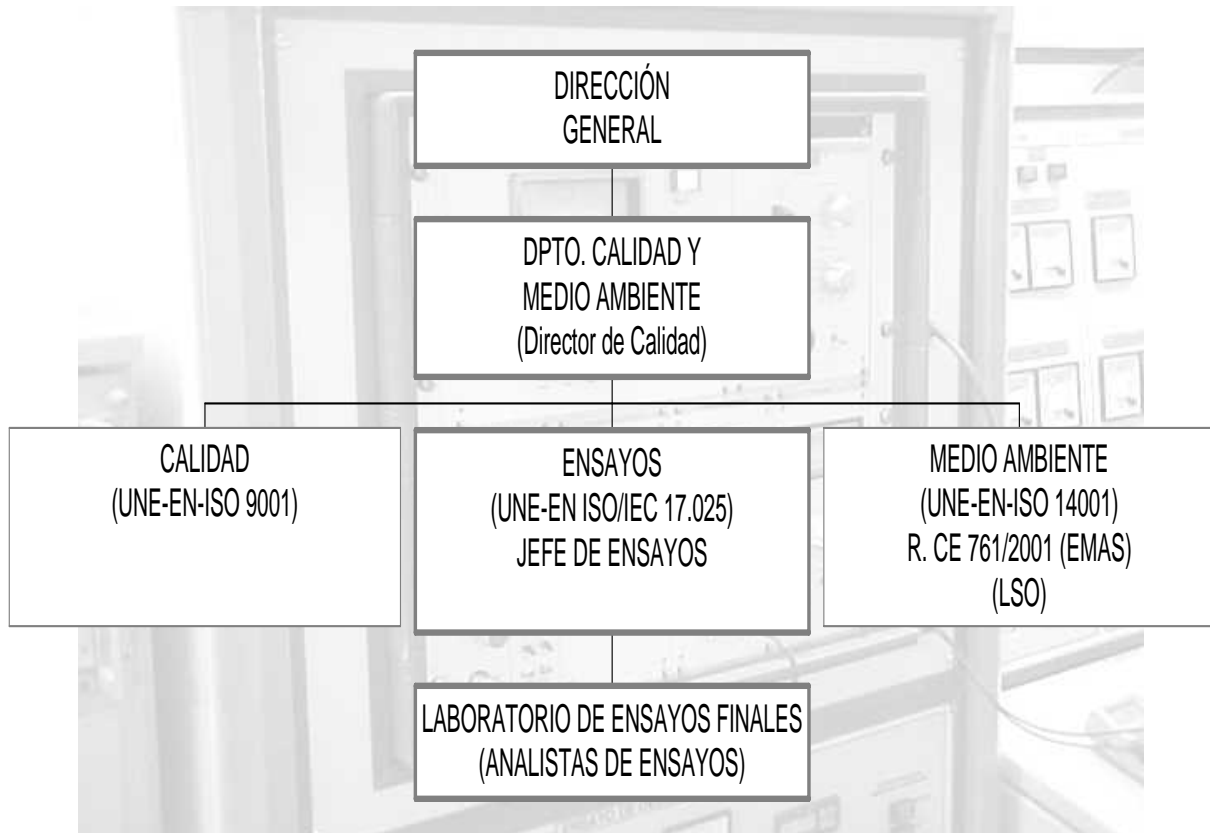 DIRECCIÓN
GENERAL
DPTO. CALIDAD Y
MEDIO AMBIENTE
(Director de Calidad)
CALIDAD
(UNE-EN-ISO 9001)
ENSAYOS
(UNE-EN ISO/IEC 17.025)
JEFE DE ENSAYOS
MEDIO AMBIENTE
(UNE-EN-ISO 14001)
R. CE 761/2001 (EMAS)
(LSO)
LABORATORIO DE ENSAYOS FINALES
(ANALISTAS DE ENSAYOS)